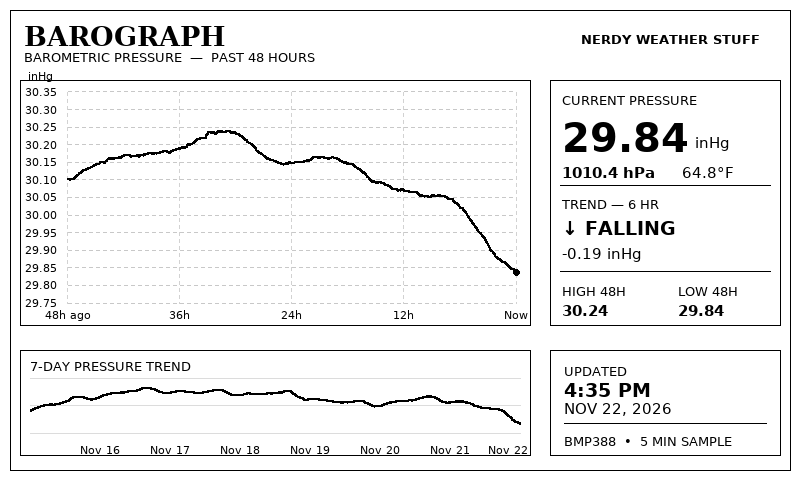 BAROGRAPH
BAROMETRIC PRESSURE — PAST 48 HOURS
NERDY WEATHER STUFF
inHg
30.35
30.30
30.25
30.20
30.15
30.10
30.05
30.00
29.95
29.90
29.85
29.80
29.75
48h ago 36h 24h 12h Now
CURRENT PRESSURE
29.84 inHg
1010.4 hPa 64.8°F
TREND — 6 HR
↓ FALLING
-0.19 inHg
HIGH 48H LOW 48H
30.24 29.84
7-DAY PRESSURE TREND
Nov 16 Nov 17 Nov 18 Nov 19 Nov 20 Nov 21 Nov 22
UPDATED
4:35 PM
NOV 22, 2026
BMP388 • 5 MIN SAMPLE